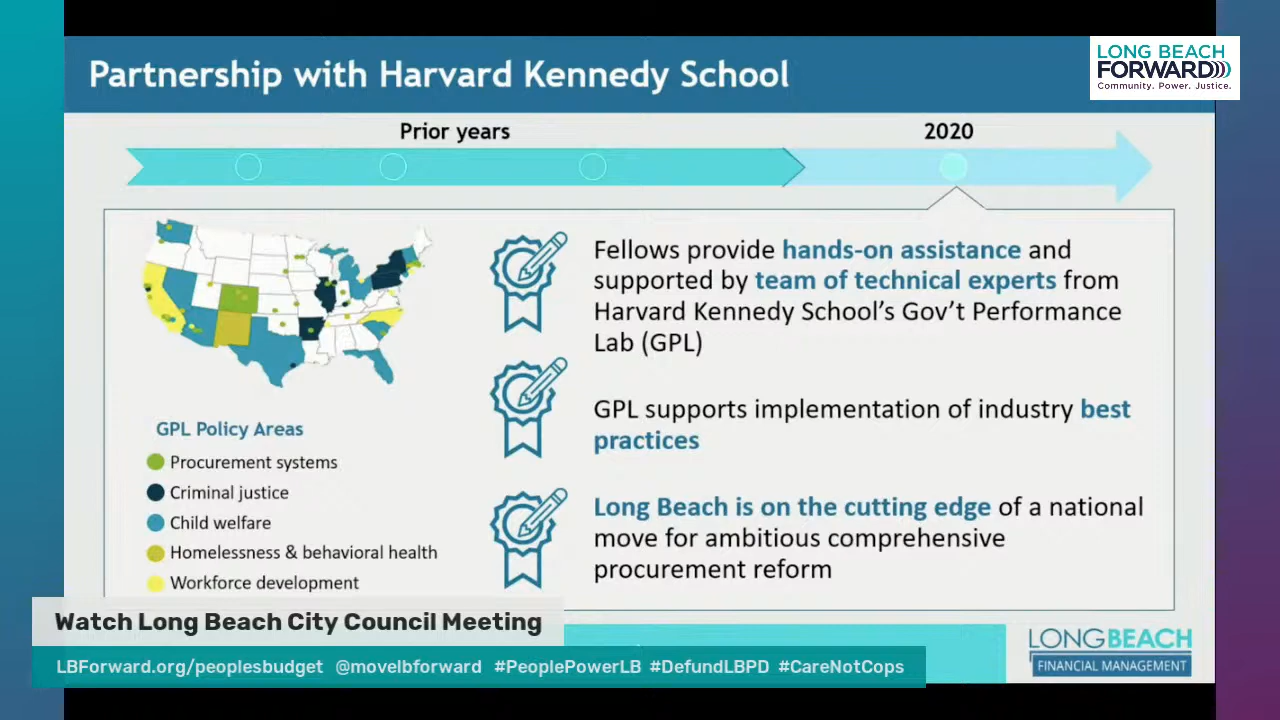 Partnership with Harvard Kennedy School
LONG BEACH
FORWARD
Community. Power. Justice.
Prior years
2020
Fellows provide hands-on assistance and
supported by team of technical experts from
Harvard Kennedy School's Gov't Performance
Lab (GPL)
GPL supports implementation of industry best
practices
Long Beach is on the cutting edge of a national
move for ambitious comprehensive
procurement reform
GPL Policy Areas
Procurement systems
Criminal justice
Child welfare
Homelessness & behavioral health
Workforce development
Watch Long Beach City Council Meeting
LBForward.org/peoplesbudget @movelbforward #PeoplePowerLB #DefundLBPD #CareNotCops
LONGBEACH
FINANCIAL MANAGEMENT